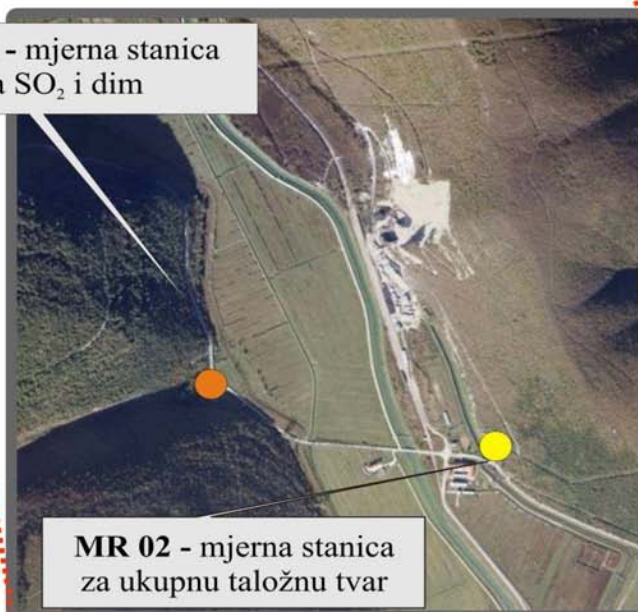 - mjerna stanica
SO₂ i dim
MR 02 - mjerna stanica
za ukupnu taložnu tvar